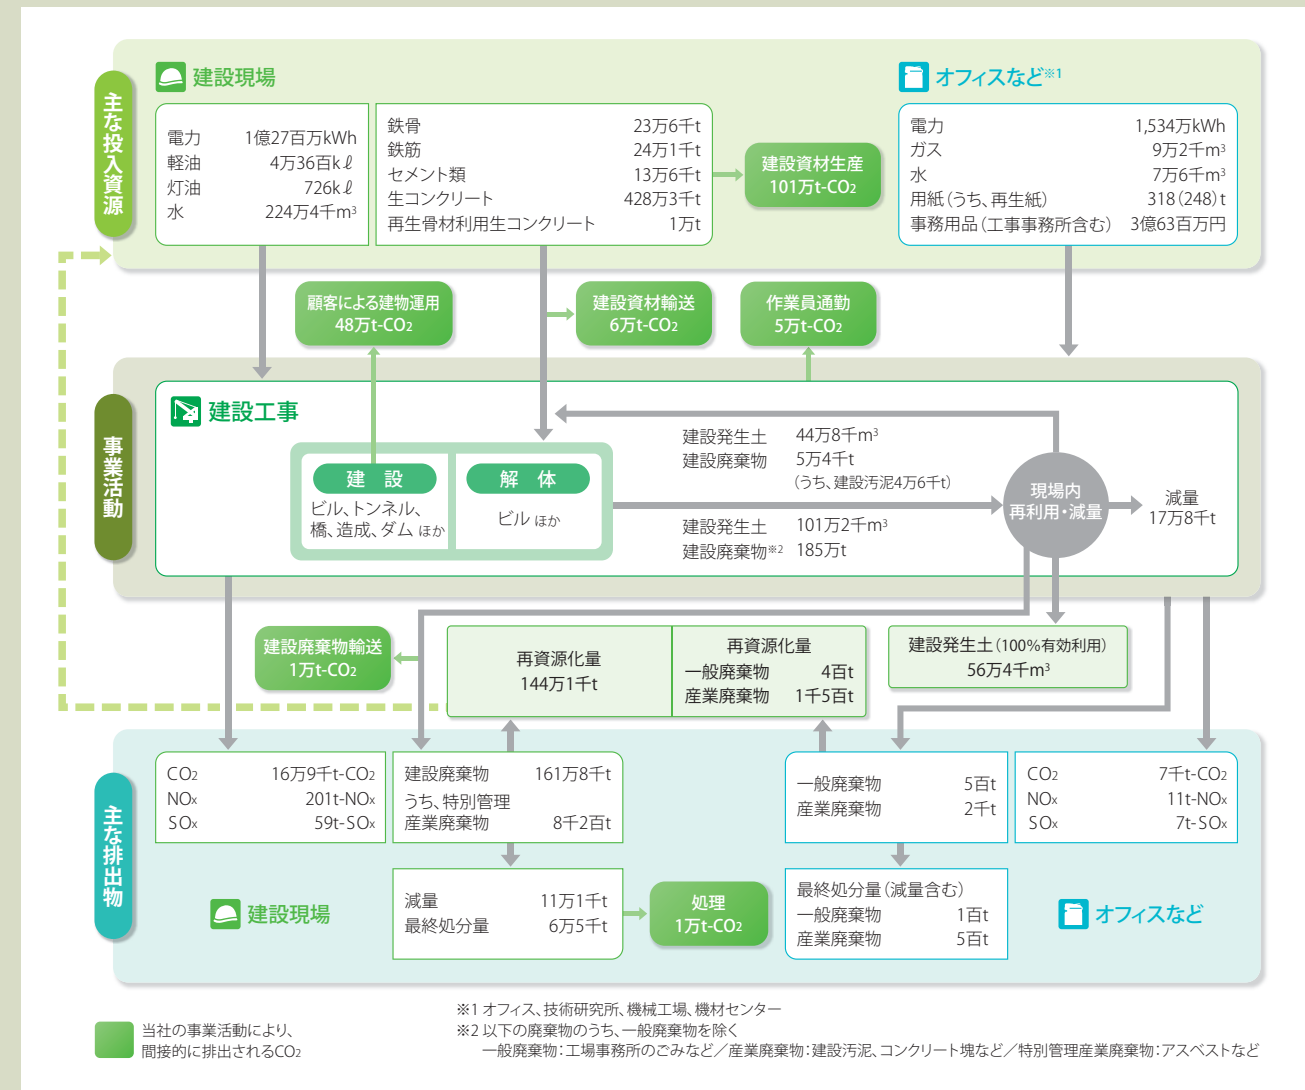 主な投入資源
建設現場
電力 1億27百万kWh
軽油 4万36百kℓ
灯油 726kℓ
水 224万4千m³
鉄骨 23万6千t
鉄筋 24万1千t
セメント類 13万6千t
生コンクリート 428万3千t
再生骨材利用生コンクリート 1万t
建設資材生産
101万t-CO₂
オフィスなど※1
電力 1,534万kWh
ガス 9万2千m³
水 7万6千m³
用紙(うち、再生紙) 318(248)t
事務用品(工事事務所含む) 3億63百万円
顧客による建物運用
48万t-CO₂
建設資材輸送
6万t-CO₂
作業員通勤
5万t-CO₂
事業活動
建設工事
建 設
ビル、トンネル、
橋、造成、ダム ほか
解 体
ビル ほか
建設発生土 44万8千m³
建設廃棄物 5万4千t
(うち、建設汚泥4万6千t)
建設発生土 101万2千m³
建設廃棄物※2 185万t
現場内
再利用・減量
減量
17万8千t
建設廃棄物輸送
1万t-CO₂
再資源化量
144万1千t
再資源化量
一般廃棄物 4百t
産業廃棄物 1千5百t
建設発生土(100%有効利用)
56万4千m³
主な排出物
CO₂ 16万9千t-CO₂
NOx 201t-NOx
SOx 59t-SOx
建設廃棄物 161万8千t
うち、特別管理
産業廃棄物 8千2百t
一般廃棄物 5百t
産業廃棄物 2千t
CO₂ 7千t-CO₂
NOx 11t-NOx
SOx 7t-SOx
建設現場
減量 11万1千t
最終処分量 6万5千t
処理
1万t-CO₂
最終処分量(減量含む)
一般廃棄物 1百t
産業廃棄物 5百t
オフィスなど
当社の事業活動により、
間接的に排出されるCO₂
※1 オフィス、技術研究所、機械工場、機材センター
※2 以下の廃棄物のうち、一般廃棄物を除く
一般廃棄物：工場事務所のごみなど／産業廃棄物：建設汚泥、コンクリート塊など／特別管理産業廃棄物：アスベストなど